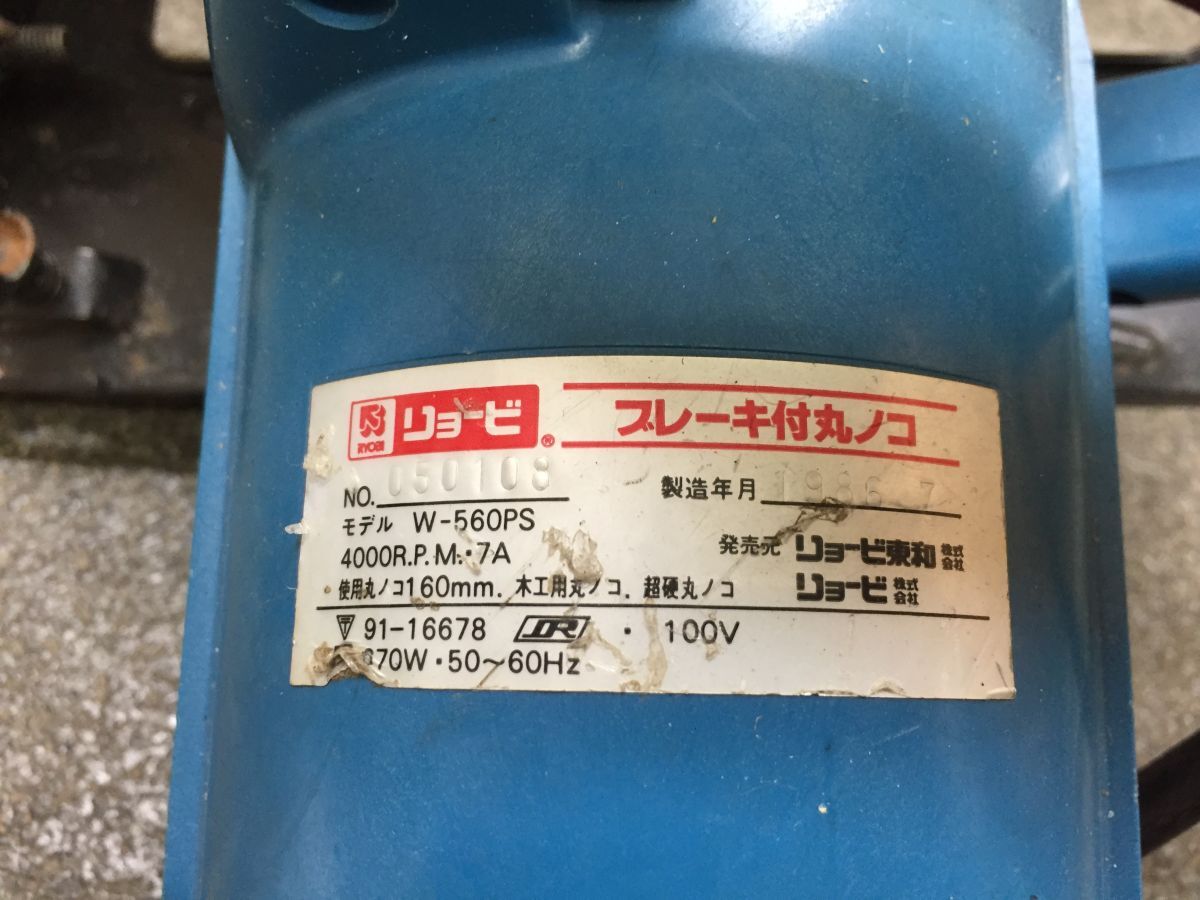 RYOBI リョービ® ブレーキ付丸ノコ
NO. 050108 製造年月 1986 7
モデル W-560PS
4000R.P.M.・7A 発売元 リョービ東和株式会社
使用丸ノコ160mm. 木工用丸ノコ. 超硬丸ノコ リョービ株式会社
91-16678 ・ 100V
670W・50～60Hz